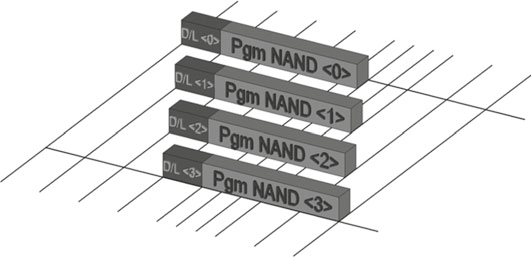 D/L <0> Pgm NAND <0>
D/L <1> Pgm NAND <1>
D/L <2> Pgm NAND <2>
D/L <3> Pgm NAND <3>